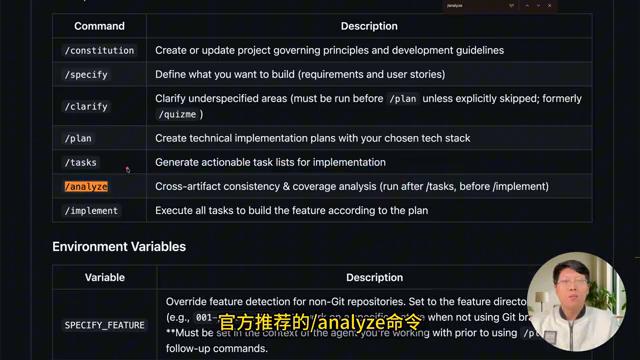 /analyze
Command Description
/constitution Create or update project governing principles and development guidelines
/specify Define what you want to build (requirements and user stories)
/clarify Clarify underspecified areas (must be run before /plan unless explicitly skipped; formerly
/quizme )
/plan Create technical implementation plans with your chosen tech stack
/tasks Generate actionable task lists for implementation
/analyze Cross-artifact consistency & coverage analysis (run after /tasks, before /implement)
/implement Execute all tasks to build the feature according to the plan
Environment Variables
Variable Description
Override feature detection for non-Git repositories. Set to the feature director
SPECIFY_FEATURE (e.g., 001- when not using Git bra
**Must be set in the context of the agent you're working with prior to using /pl
follow-up commands.
官方推荐的/analyze命令